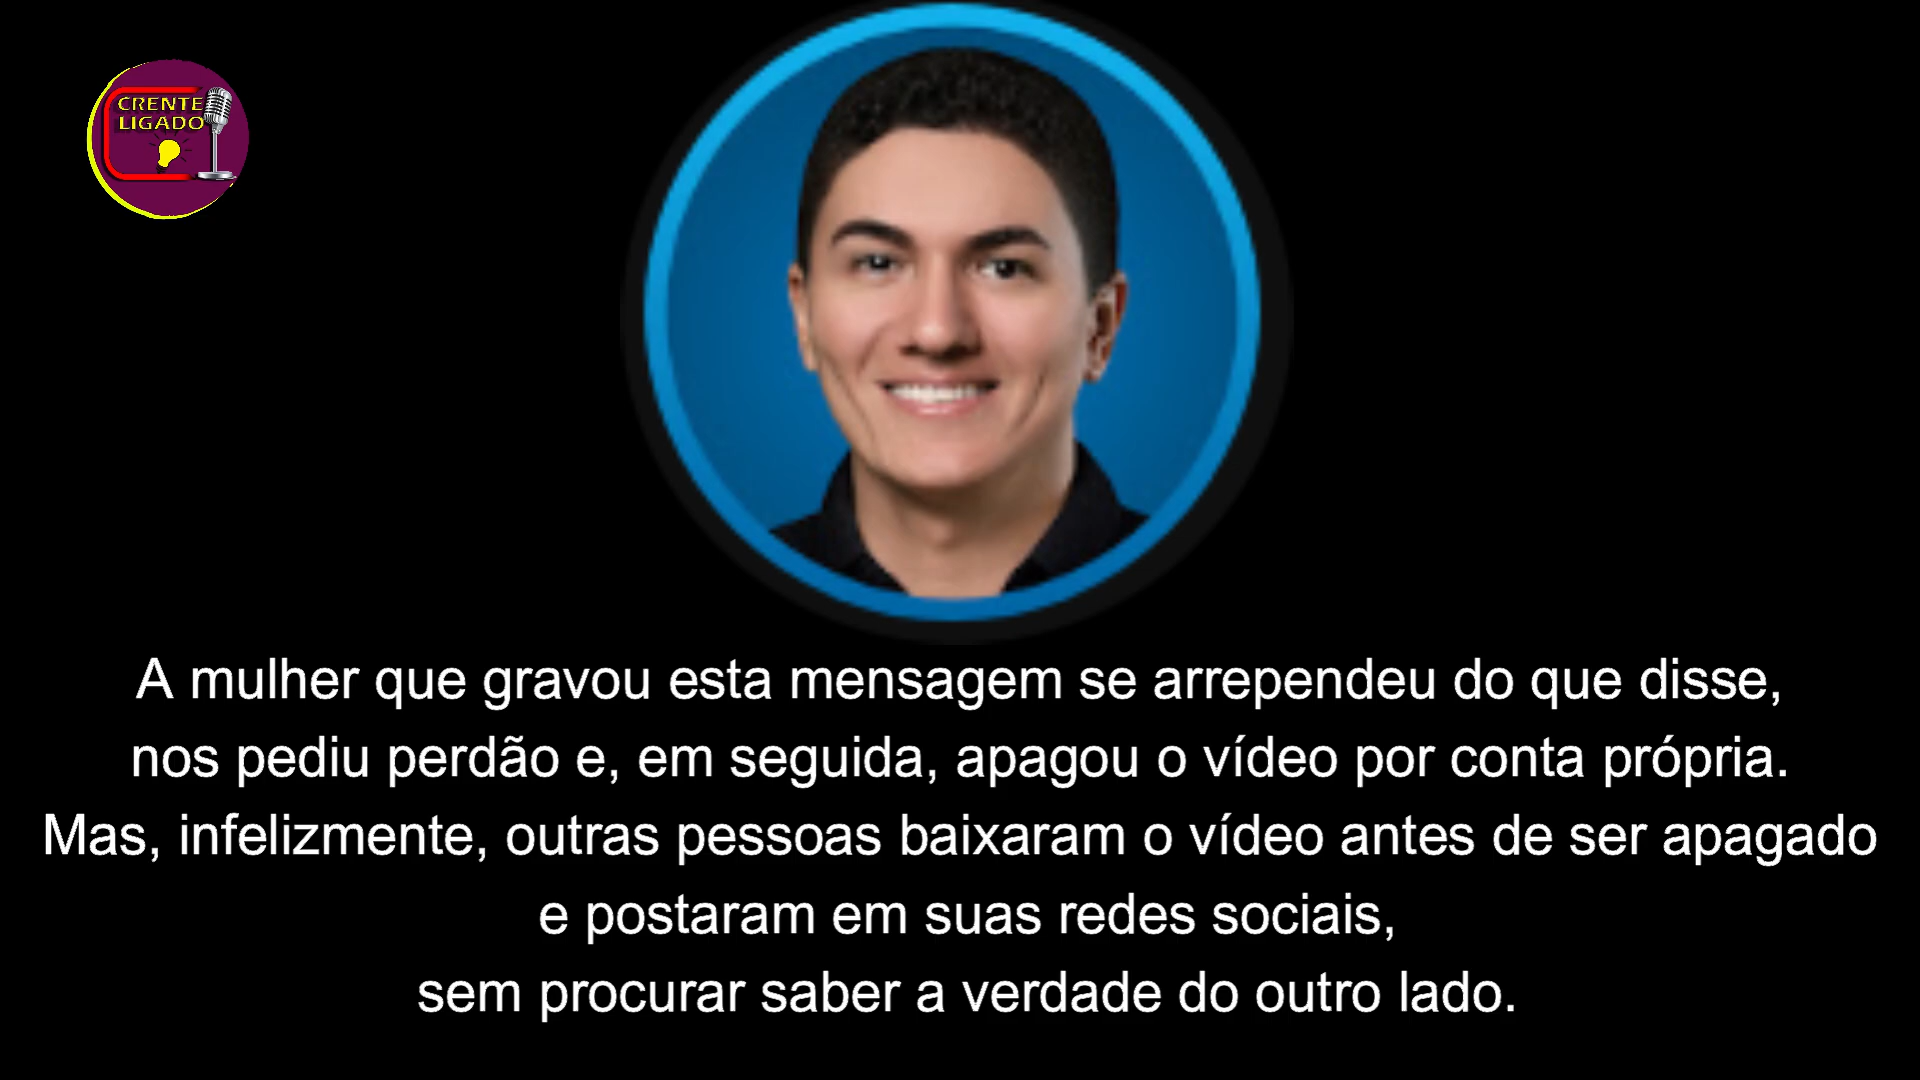 CRENTE
LIGADO
A mulher que gravou esta mensagem se arrependeu do que disse,
nos pediu perdão e, em seguida, apagou o vídeo por conta própria.
Mas, infelizmente, outras pessoas baixaram o vídeo antes de ser apagado
e postaram em suas redes sociais,
sem procurar saber a verdade do outro lado.